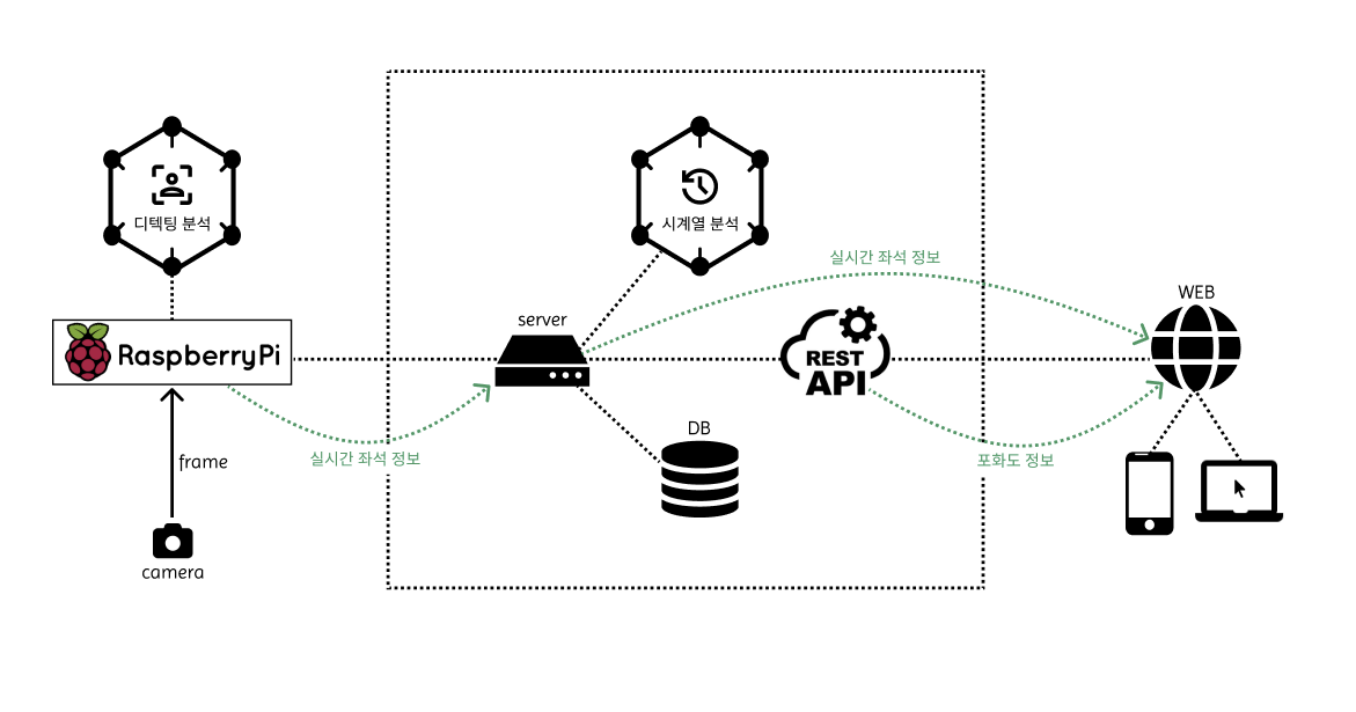 디텍팅 분석
시계열 분석
실시간 좌석 정보
WEB
server
RaspberryPi
REST
API
DB
실시간 좌석 정보
포화도 정보
frame
camera